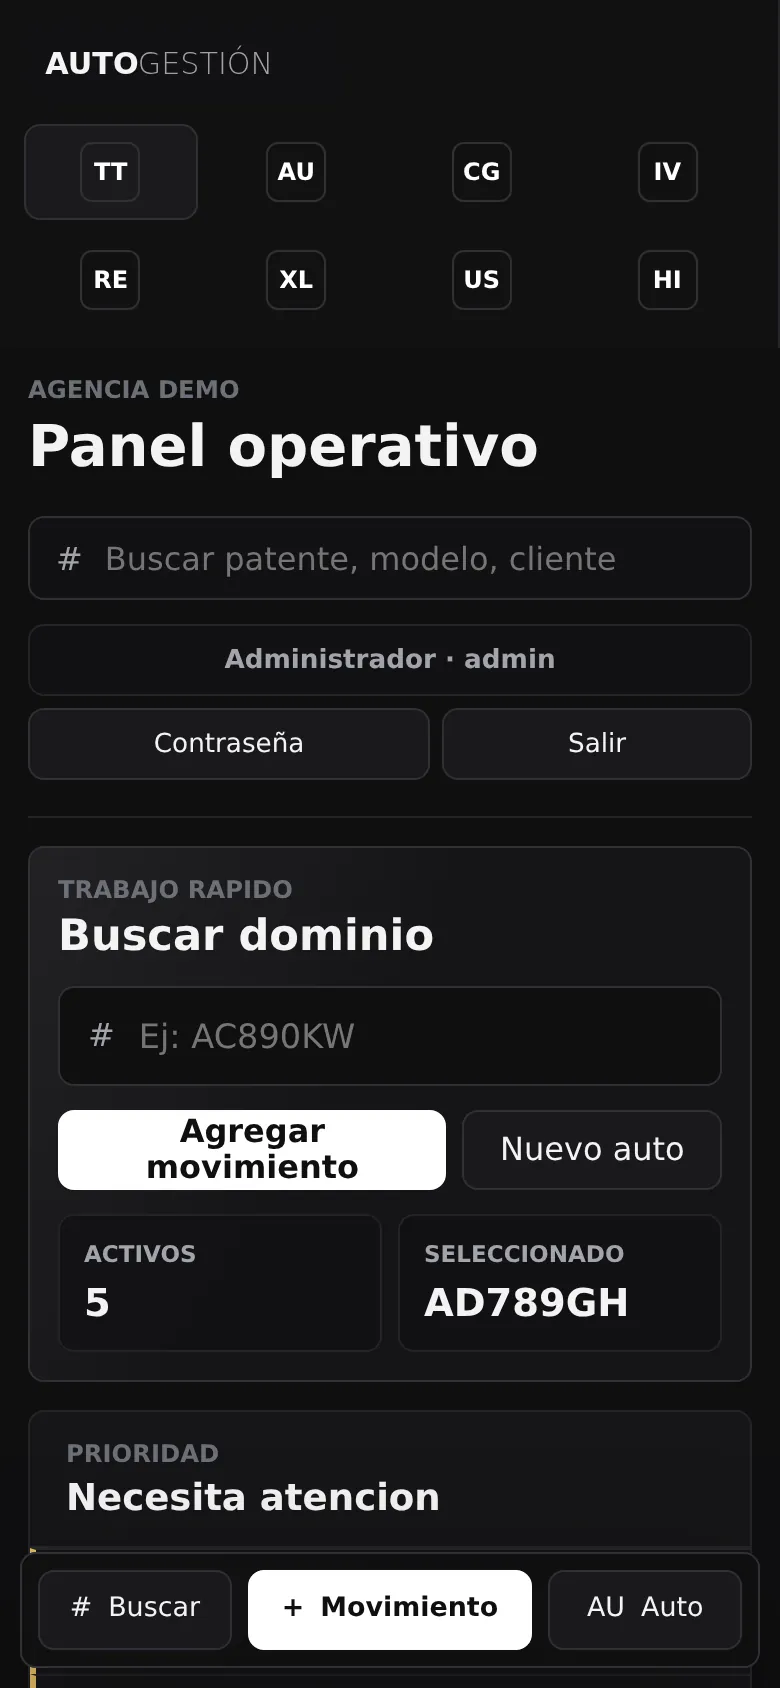 AUTOGESTIÓN
TT AU CG IV
RE XL US HI
AGENCIA DEMO
Panel operativo
# Buscar patente, modelo, cliente
Administrador · admin
Contraseña Salir
TRABAJO RAPIDO
Buscar dominio
# Ej: AC890KW
Agregar
movimiento
Nuevo auto
ACTIVOS SELECCIONADO
5 AD789GH
PRIORIDAD
Necesita atencion
# Buscar + Movimiento AU Auto